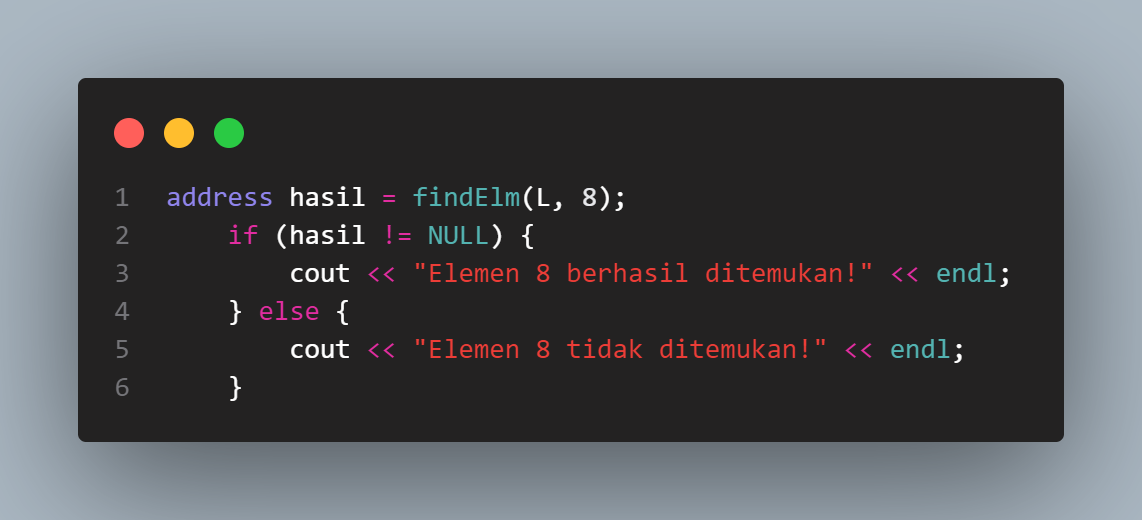 1 address hasil = findElm(L, 8);
2     if (hasil != NULL) {
3         cout << "Elemen 8 berhasil ditemukan!" << endl;
4     } else {
5         cout << "Elemen 8 tidak ditemukan!" << endl;
6     }